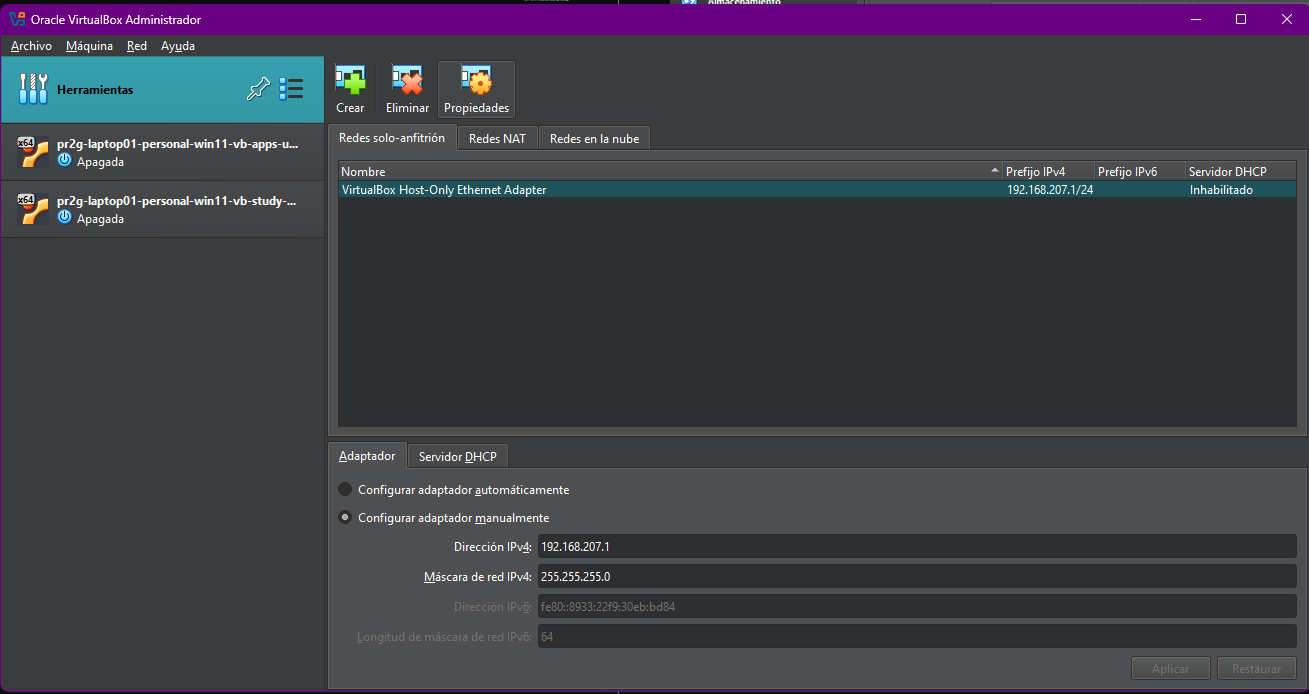 Almacenamiento
Oracle VirtualBox Administrador
Archivo Máquina Red Ayuda
Herramientas
x64
pr2g-laptop01-personal-win11-vb-apps-u...
Apagada
x64
pr2g-laptop01-personal-win11-vb-study-...
Apagada
Crear Eliminar Propiedades
Redes solo-anfitrión Redes NAT Redes en la nube
Nombre Prefijo IPv4 Prefijo IPv6 Servidor DHCP
VirtualBox Host-Only Ethernet Adapter 192.168.207.1/24 Inhabilitado
Adaptador Servidor DHCP
Configurar adaptador automáticamente
Configurar adaptador manualmente
Dirección IPv4: 192.168.207.1
Máscara de red IPv4: 255.255.255.0
Dirección IPv6: fe80::8933:22f9:30eb:bd84
Longitud de máscara de red IPv6: 64
Aplicar Restaurar